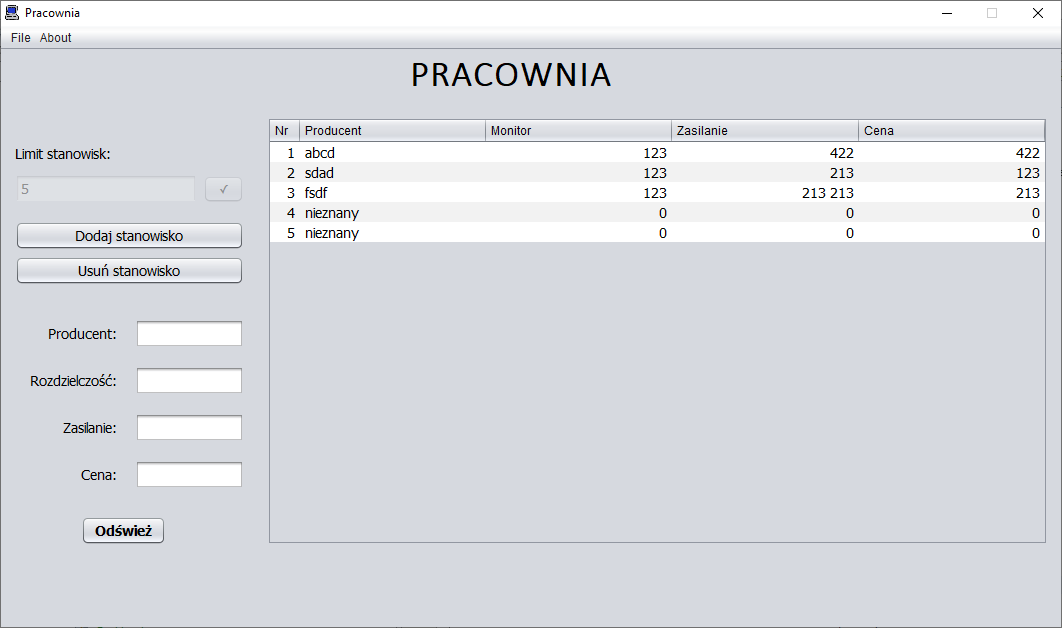 Pracownia
File About
PRACOWNIA
Limit stanowisk:
5 ✓
Dodaj stanowisko
Usuń stanowisko
Producent:
Rozdzielczość:
Zasilanie:
Cena:
Odśwież
Nr Producent Monitor Zasilanie Cena
1 abcd 123 422 422
2 sdad 123 213 123
3 fsdf 123 213 213 213
4 nieznany 0 0 0
5 nieznany 0 0 0